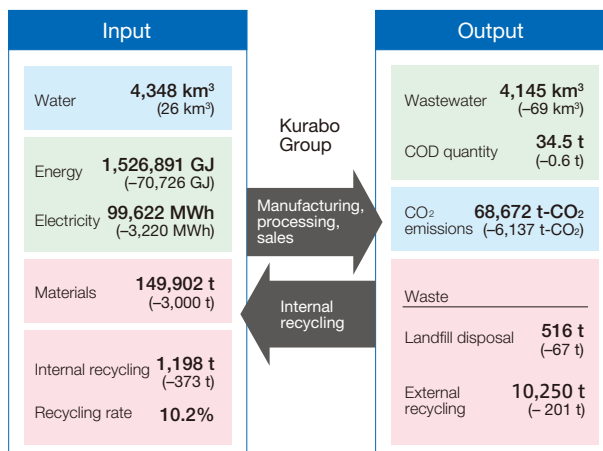 Input
Water 4,348 km³
(26 km³)
Energy 1,526,891 GJ
(–70,726 GJ)
Electricity 99,622 MWh
(–3,220 MWh)
Materials 149,902 t
(–3,000 t)
Internal recycling 1,198 t
(–373 t)
Recycling rate 10.2%
Kurabo
Group
Manufacturing,
processing,
sales
Internal
recycling
Output
Wastewater 4,145 km³
(–69 km³)
COD quantity 34.5 t
(–0.6 t)
CO₂
emissions 68,672 t-CO₂
(–6,137 t-CO₂)
Waste
Landfill disposal 516 t
(–67 t)
External
recycling 10,250 t
(– 201 t)